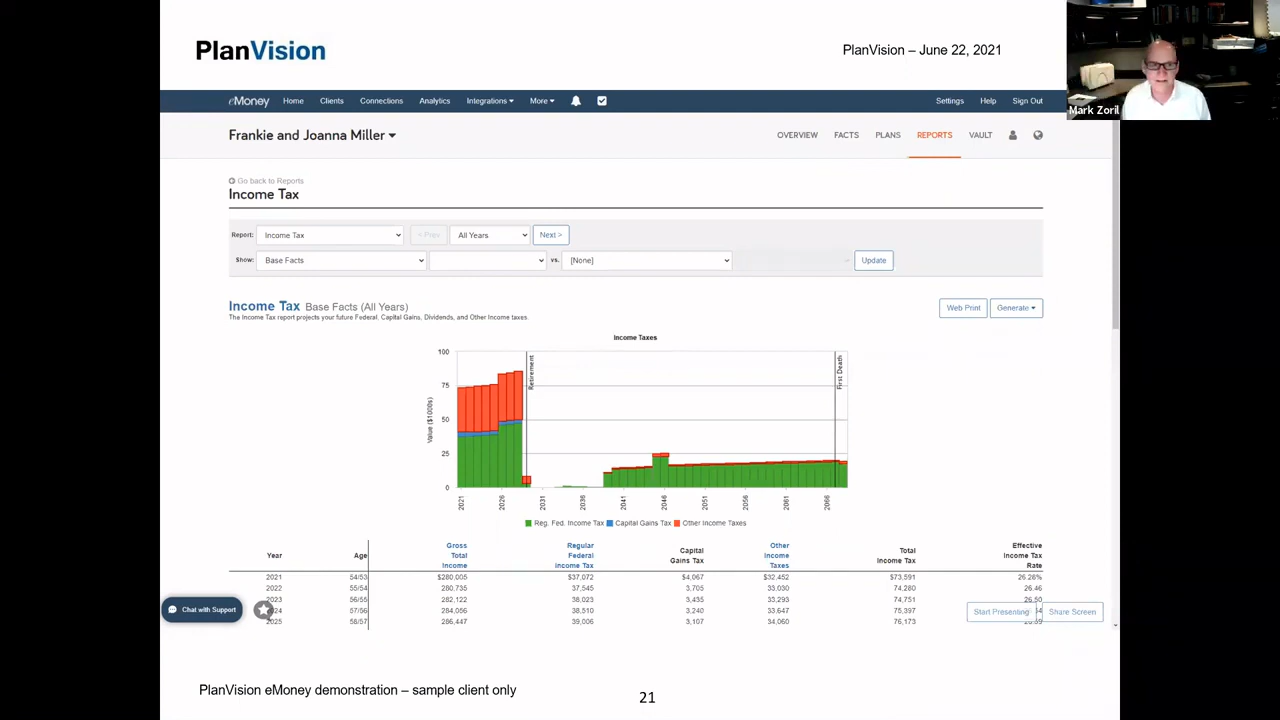 PlanVision
PlanVision – June 22, 2021
Mark Zoril
eMoney Home Clients Connections Analytics Integrations More Settings Help Sign Out
Frankie and Joanna Miller
OVERVIEW FACTS PLANS REPORTS VAULT
Go back to Reports
Income Tax
Report: Income Tax < Prev All Years Next >
Show: Base Facts vs. [None] Update
Income Tax Base Facts (All Years)
The Income Tax report projects your future Federal, Capital Gains, Dividends, and Other Income taxes.
Web Print Generate
Income Taxes
Value ($1000s)
100
75
50
25
0
Retirement
First Death
2021 2026 2031 2036 2041 2046 2051 2056 2061 2066
Reg. Fed. Income Tax Capital Gains Tax Other Income Taxes
Year Age Gross Total Income Regular Federal Income Tax Capital Gains Tax Other Income Taxes Total Income Tax Effective Income Tax Rate
2021 54/53 $280,005 $37,072 $4,067 $32,452 $73,591 26.28%
2022 55/54 280,735 37,545 3,705 33,030 74,280 26.46
2023 56/55 282,122 38,023 3,435 33,293 74,751 26.50
24 57/56 284,056 38,510 3,240 33,647 75,397
2025 58/57 286,447 39,006 3,107 34,060 76,173
Chat with Support
Start Presenting Share Screen
PlanVision eMoney demonstration – sample client only
21